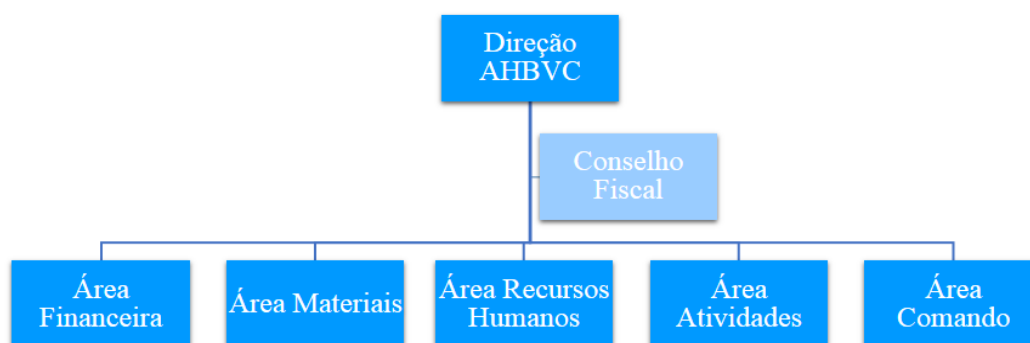 Direção
AHBVC
Conselho
Fiscal
Área
Financeira
Área Materiais
Área Recursos
Humanos
Área
Atividades
Área
Comando